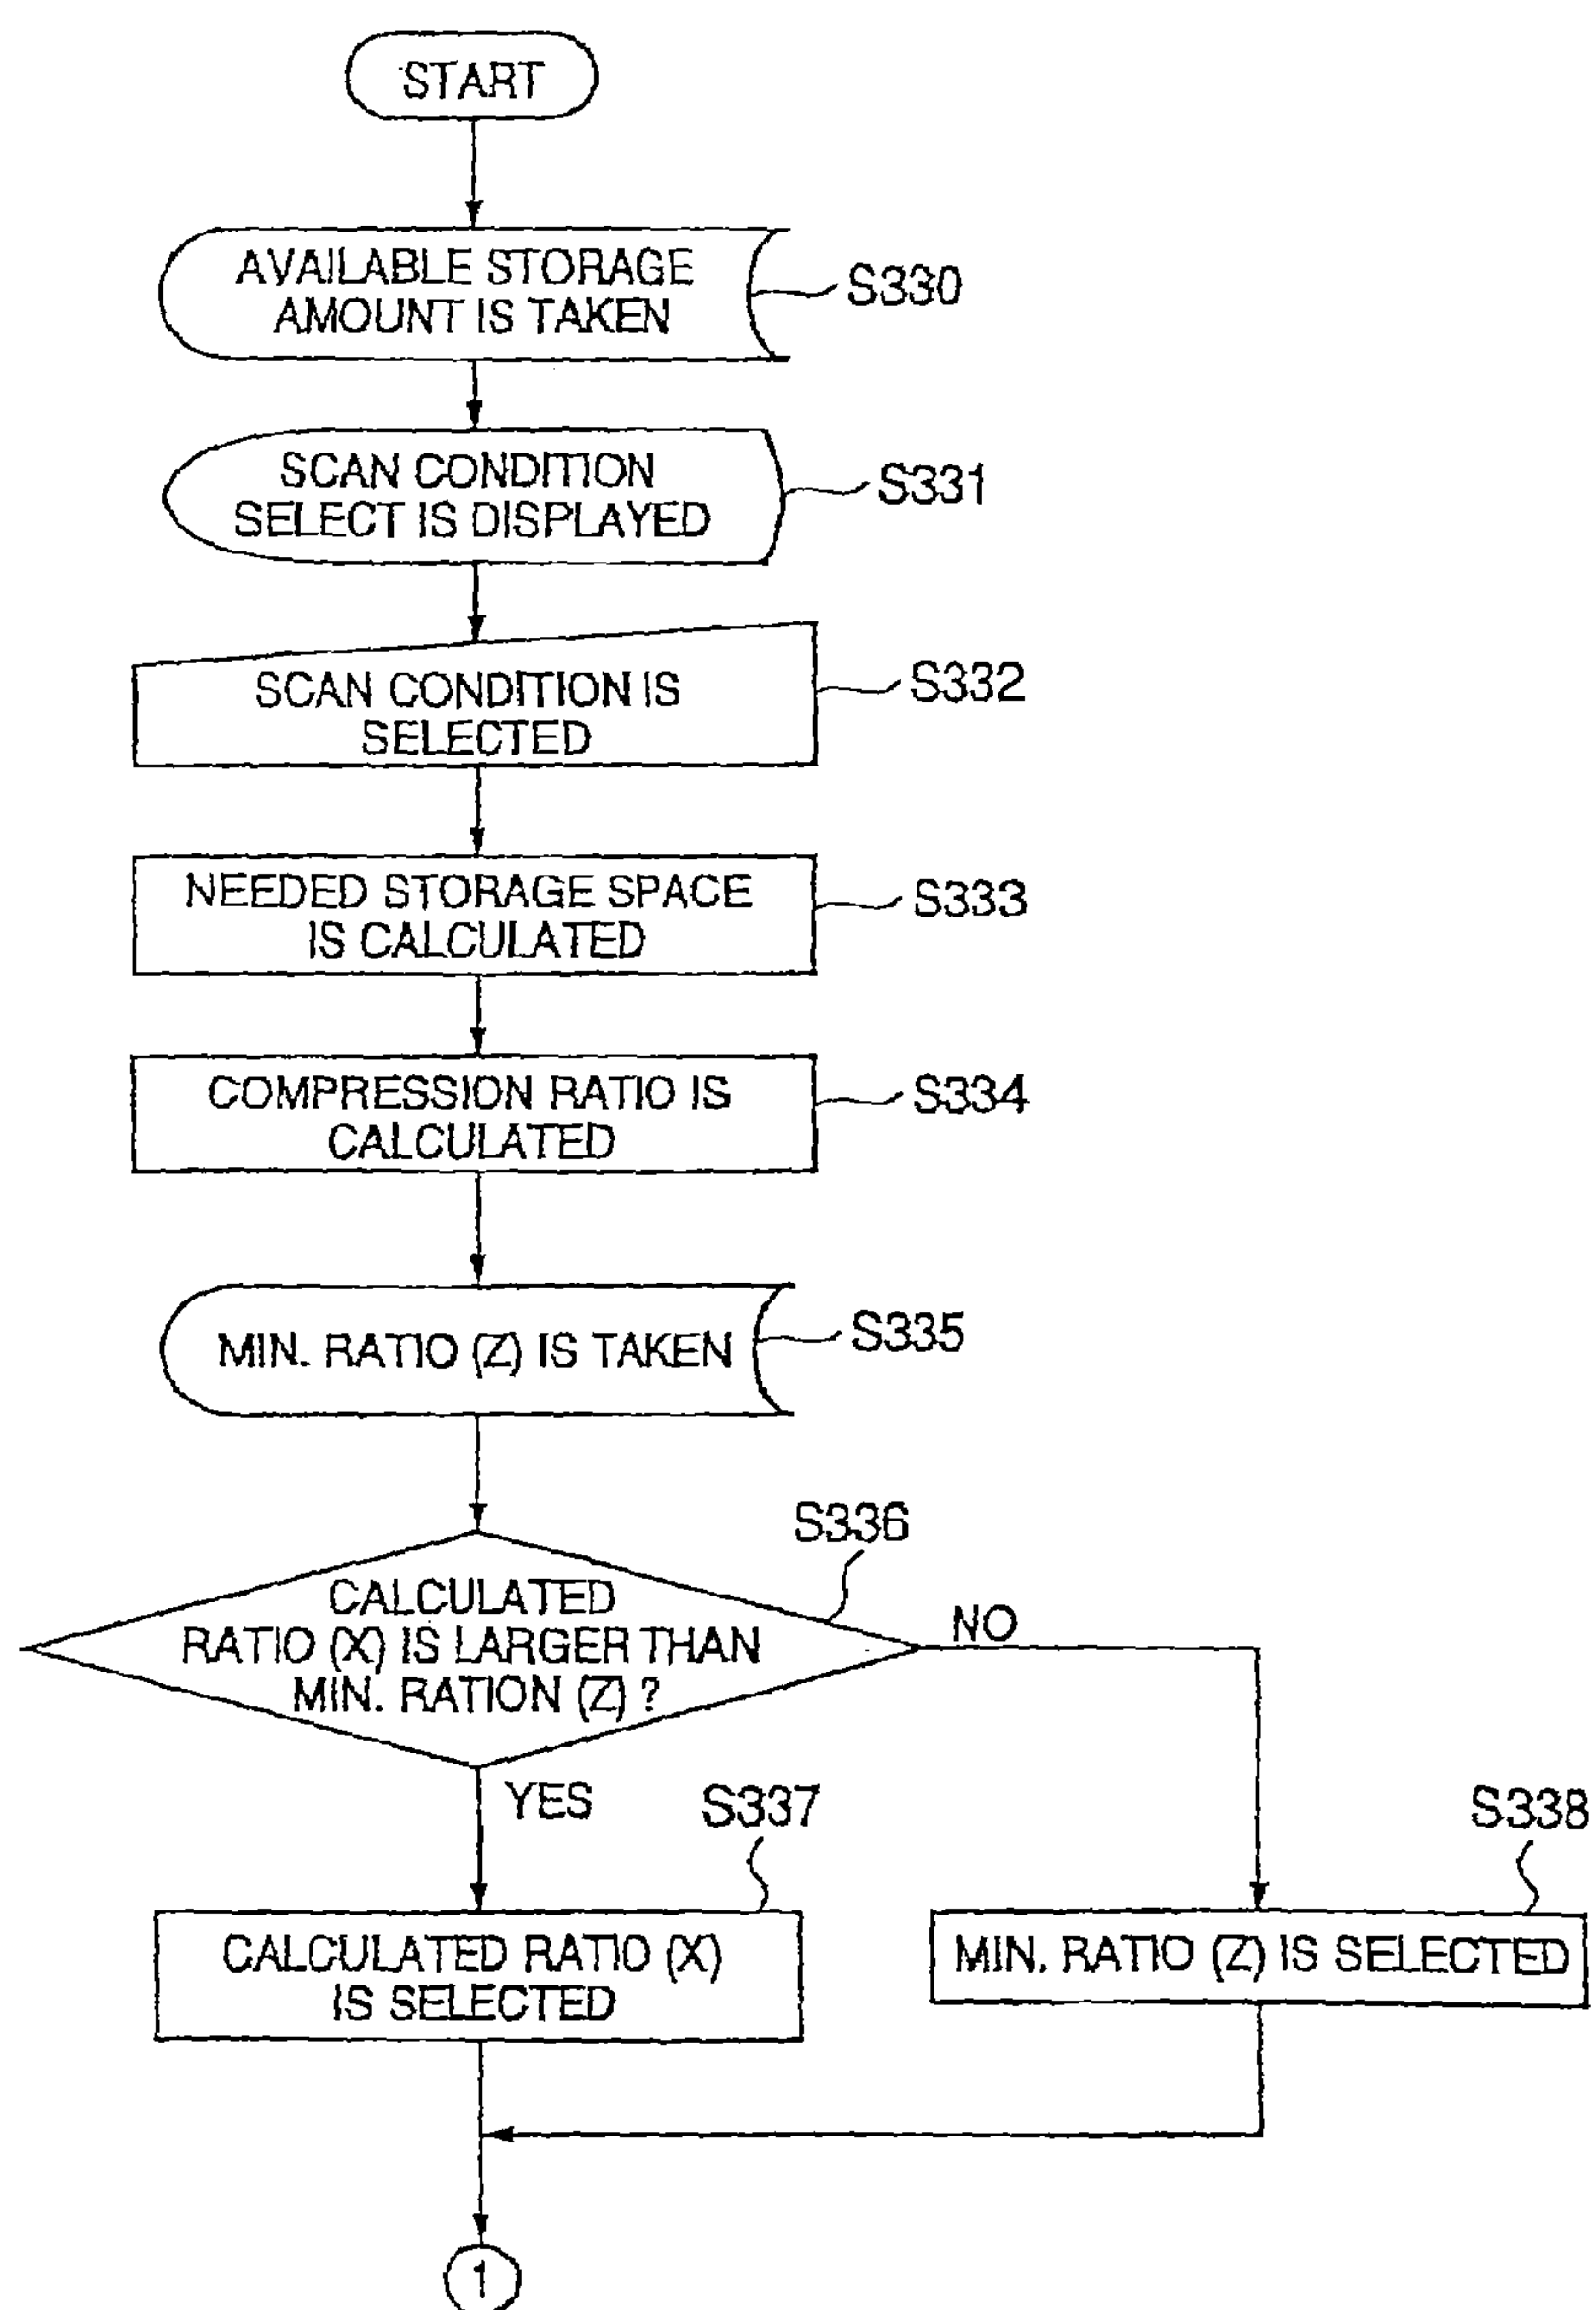 START
AVAILABLE STORAGE
AMOUNT IS TAKEN
S330
SCAN CONDITION
SELECT IS DISPLAYED
S331
SCAN CONDITION IS
SELECTED
S332
NEEDED STORAGE SPACE
IS CALCULATED
S333
COMPRESSION RATIO IS
CALCULATED
S334
MIN. RATIO (Z) IS TAKEN
S335
S336
CALCULATED
RATIO (X) IS LARGER THAN
MIN. RATION (Z) ?
NO
YES
S337
S338
CALCULATED RATIO (X)
IS SELECTED
MIN. RATIO (Z) IS SELECTED
1